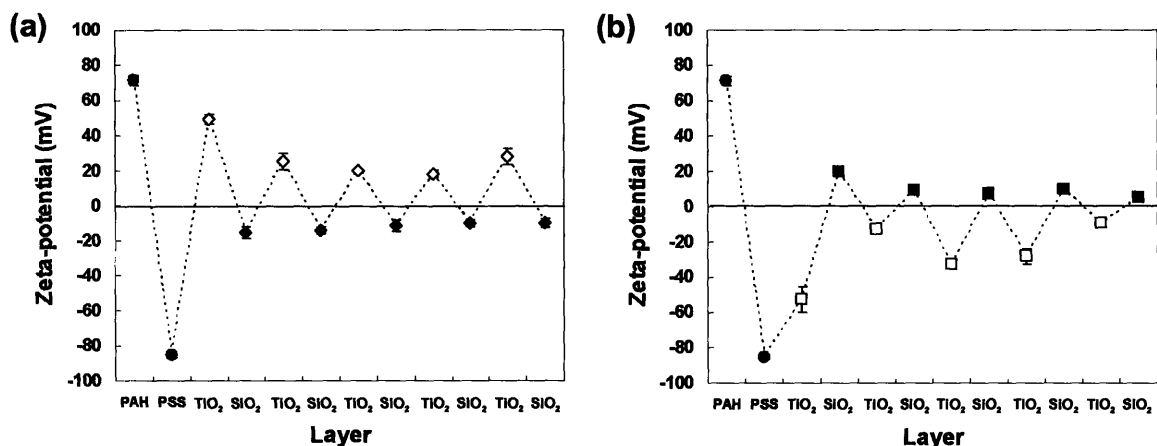 (a)
Zeta-potential (mV)
100
80
60
40
20
0
-20
-40
-60
-80
-100
PAH PSS TiO₂ SiO₂ TiO₂ SiO₂ TiO₂ SiO₂ TiO₂ SiO₂ TiO₂ SiO₂
Layer
(b)
Zeta-potential (mV)
100
80
60
40
20
0
-20
-40
-60
-80
-100
PAH PSS TiO₂ SiO₂ TiO₂ SiO₂ TiO₂ SiO₂ TiO₂ SiO₂ TiO₂ SiO₂
Layer